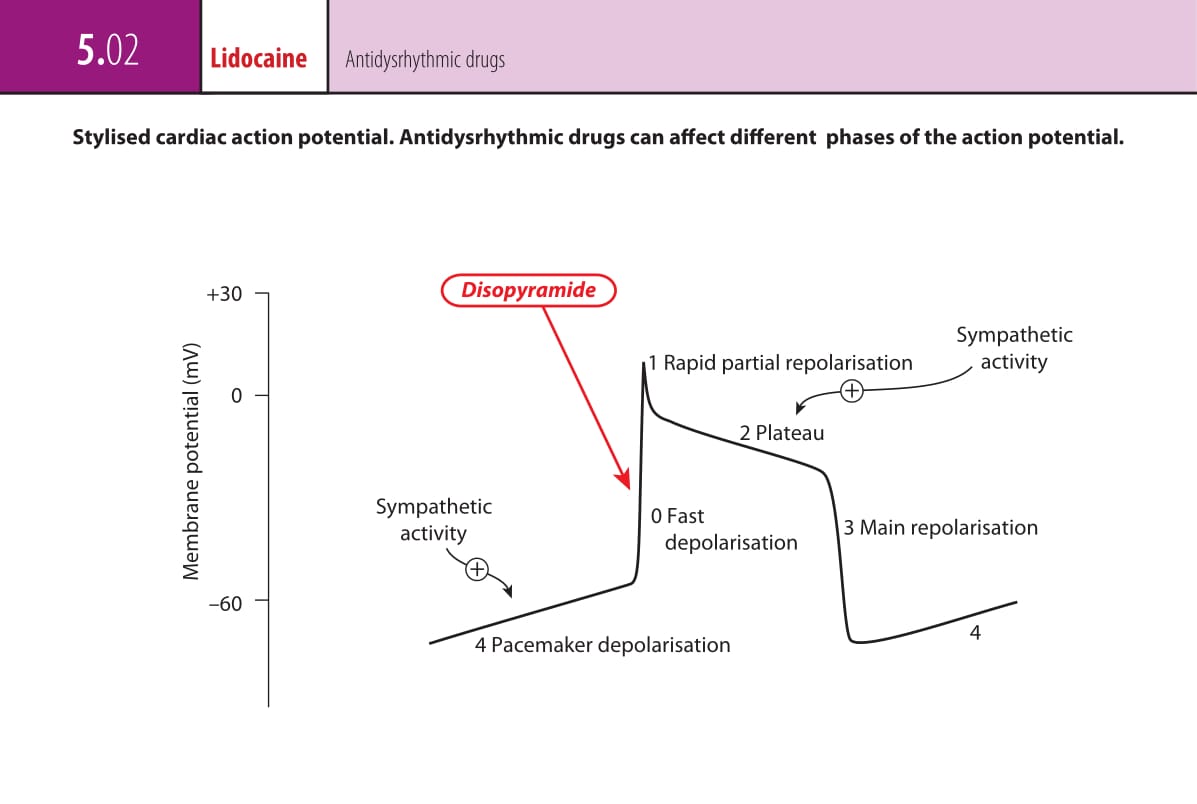 5.02
Lidocaine
Antidysrhythmic drugs
Stylised cardiac action potential. Antidysrhythmic drugs can affect different phases of the action potential.
+30
0
–60
Membrane potential (mV)
Disopyramide
Sympathetic
activity
+
1 Rapid partial repolarisation
+
2 Plateau
Sympathetic
activity
+
0 Fast
depolarisation
3 Main repolarisation
4 Pacemaker depolarisation
4